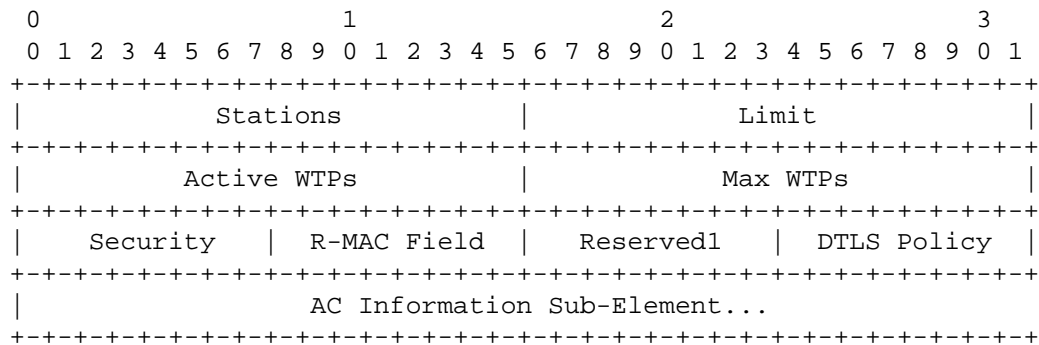 0                   1                   2                   3
 0 1 2 3 4 5 6 7 8 9 0 1 2 3 4 5 6 7 8 9 0 1 2 3 4 5 6 7 8 9 0 1
+-+-+-+-+-+-+-+-+-+-+-+-+-+-+-+-+-+-+-+-+-+-+-+-+-+-+-+-+-+-+-+-+
|            Stations           |             Limit             |
+-+-+-+-+-+-+-+-+-+-+-+-+-+-+-+-+-+-+-+-+-+-+-+-+-+-+-+-+-+-+-+-+
|          Active WTPs          |            Max WTPs           |
+-+-+-+-+-+-+-+-+-+-+-+-+-+-+-+-+-+-+-+-+-+-+-+-+-+-+-+-+-+-+-+-+
|    Security   |  R-MAC Field  |   Reserved1   |  DTLS Policy  |
+-+-+-+-+-+-+-+-+-+-+-+-+-+-+-+-+-+-+-+-+-+-+-+-+-+-+-+-+-+-+-+-+
|                  AC Information Sub-Element...
+-+-+-+-+-+-+-+-+-+-+-+-+-+-+-+-+-+-+-+-+-+-+-+-+-+-+-+-+-+-+-+-+